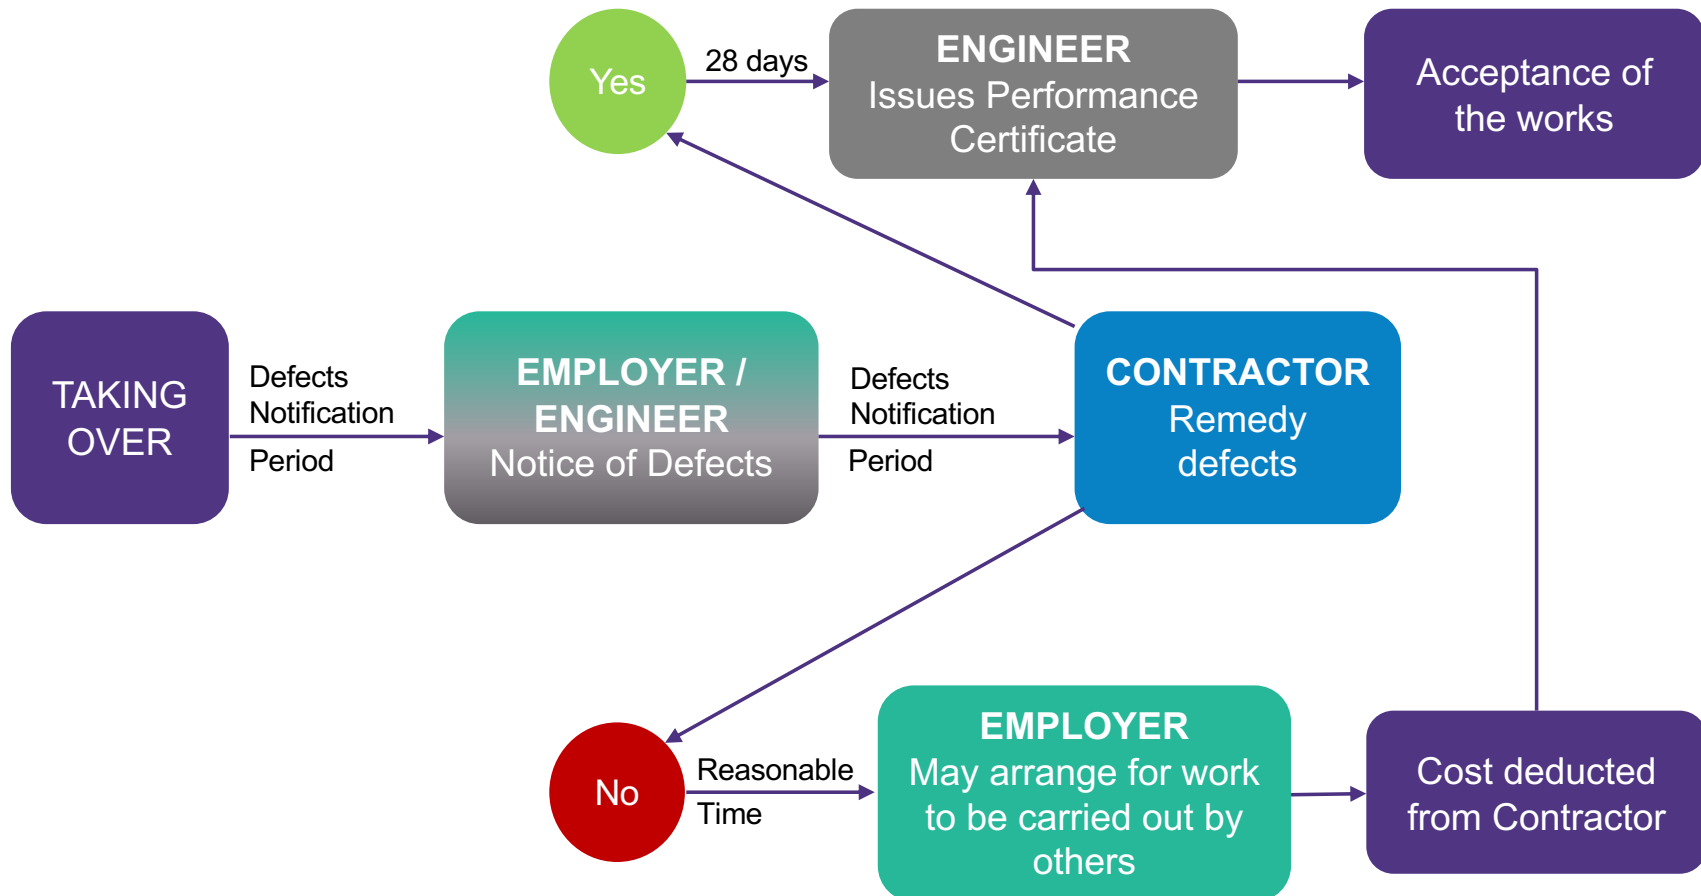 Yes
28 days
ENGINEER
Issues Performance
Certificate
Acceptance of
the works
TAKING
OVER
Defects
Notification
Period
EMPLOYER /
ENGINEER
Notice of Defects
Defects
Notification
Period
CONTRACTOR
Remedy
defects
No
Reasonable
Time
EMPLOYER
May arrange for work
to be carried out by
others
Cost deducted
from Contractor